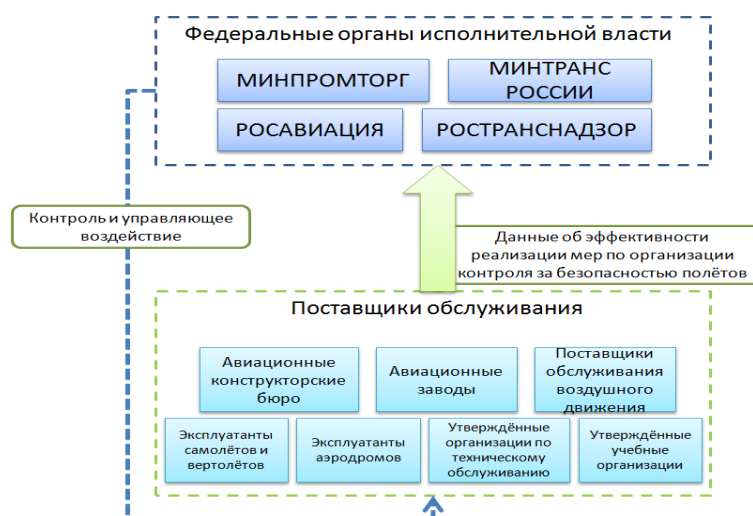 Федеральные органы исполнительной власти
МИНПРОМТОРГ
МИНТРАНС
РОССИИ
РОСАВИАЦИЯ
РОСТРАНСНАДЗОР
Контроль и управляющее
воздействие
Данные об эффективности
реализации мер по организации
контроля за безопасностью полётов
Поставщики обслуживания
Авиационные
конструкторские
бюро
Авиационные
заводы
Поставщики
обслуживания
воздушного
движения
Эксплуатанты
самолётов и
вертолётов
Эксплуатанты
аэродромов
Утверждённые
организации по
техническому
обслуживанию
Утверждённые
учебные
организации